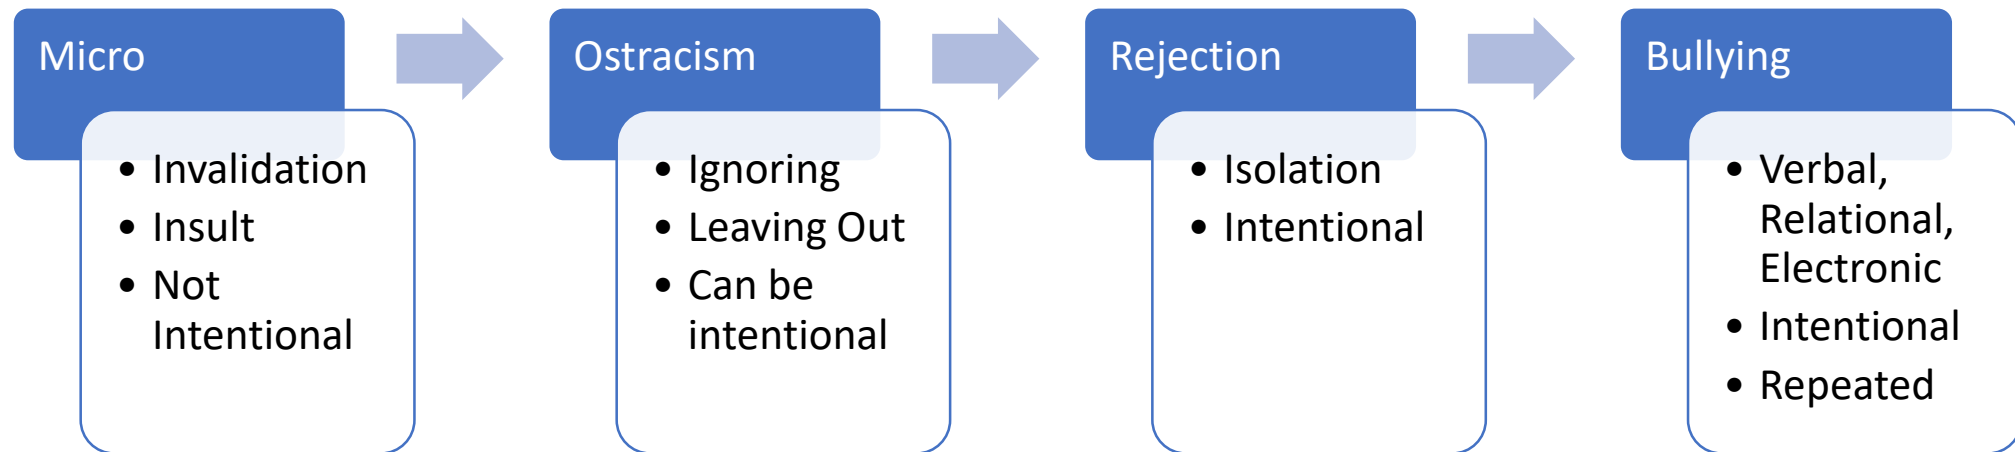 Micro
• Invalidation
• Insult
• Not
Intentional
Ostracism
• Ignoring
• Leaving Out
• Can be
intentional
Rejection
• Isolation
• Intentional
Bullying
• Verbal,
Relational,
Electronic
• Intentional
• Repeated